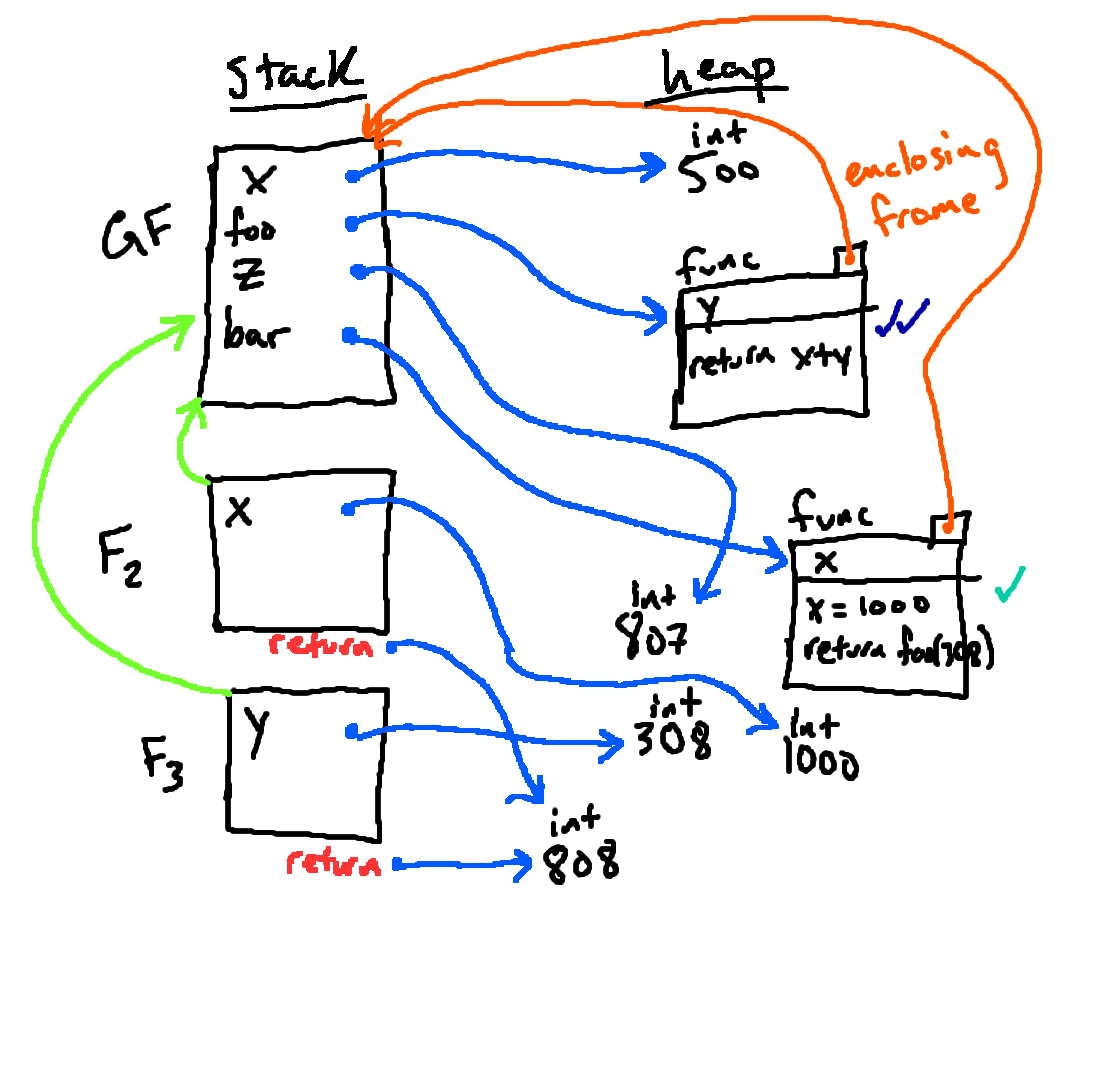 stack
heap
int
500
enclosing
frame
GF
x
foo
z
bar
func
y
return x+y
F2
x
return
func
x
x = 1000
return foo(308)
int
807
F3
y
return
int
308
int
1000
int
808